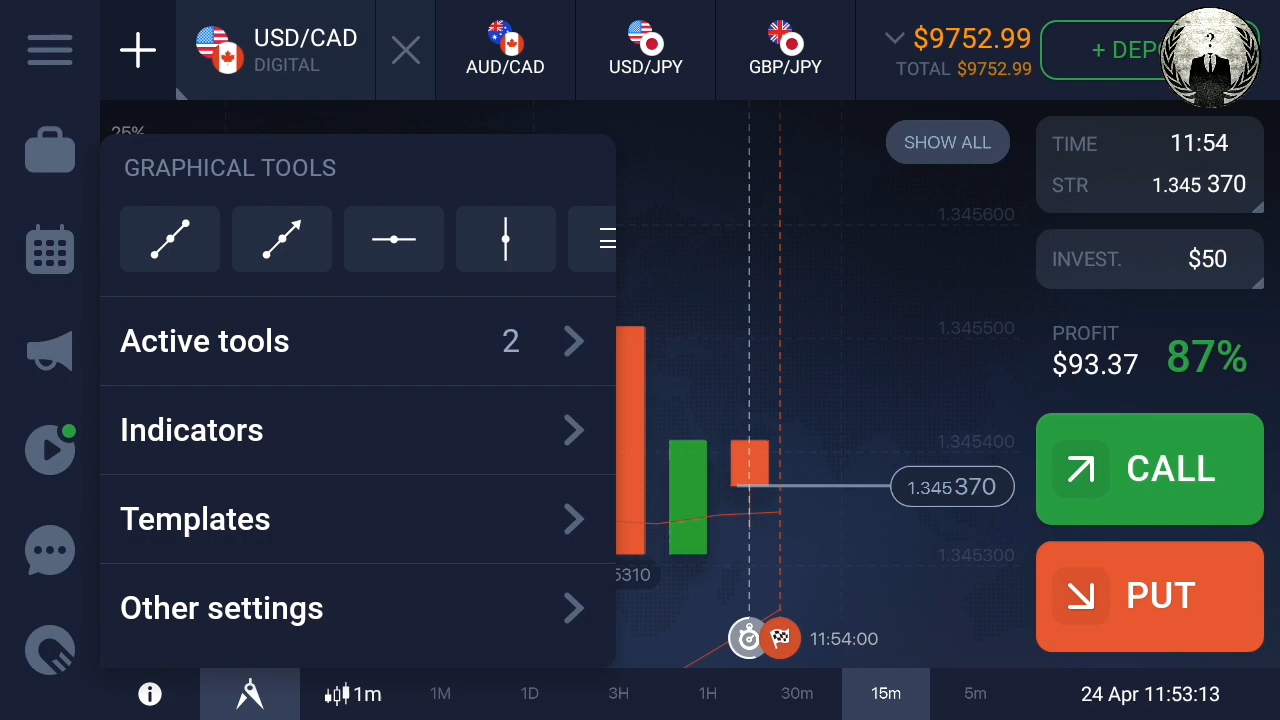 USD/CAD
DIGITAL
AUD/CAD
USD/JPY
GBP/JPY
$9752.99
TOTAL $9752.99
+ DEP
?
25%
GRAPHICAL TOOLS
Active tools 2
Indicators
Templates
Other settings
SHOW ALL
1.345600
1.345500
1.345400
1.345370
1.345300
5310
11:54:00
TIME 11:54
STR 1.345 370
INVEST. $50
PROFIT
$93.37 87%
CALL
PUT
1m
1M
1D
3H
1H
30m
15m
5m
24 Apr 11:53:13